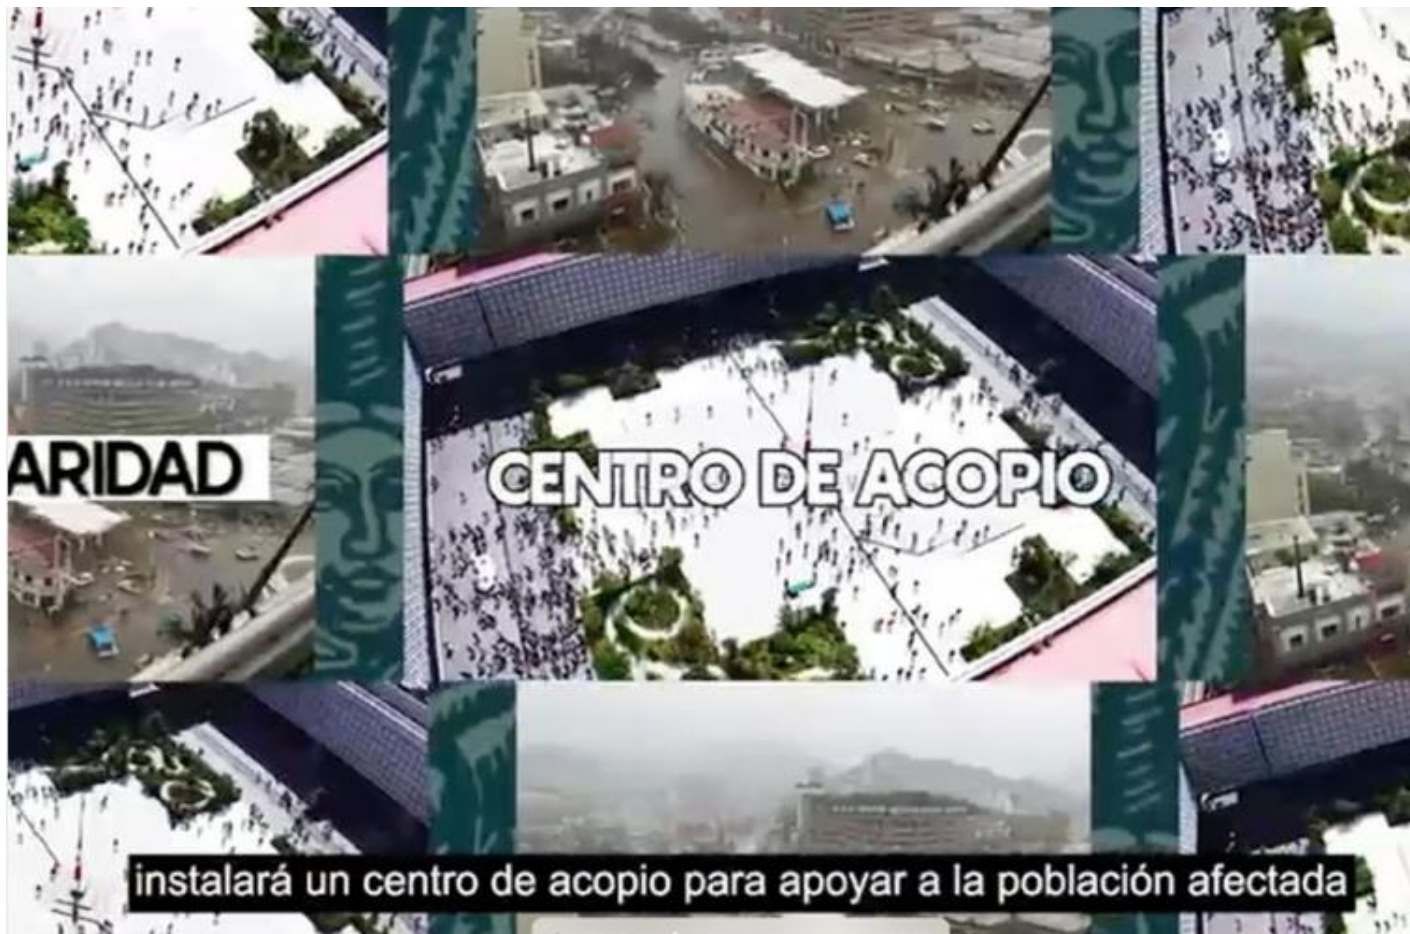 ARIDAD
CENTRO DE ACOPIO
instalará un centro de acopio para apoyar a la población afectada